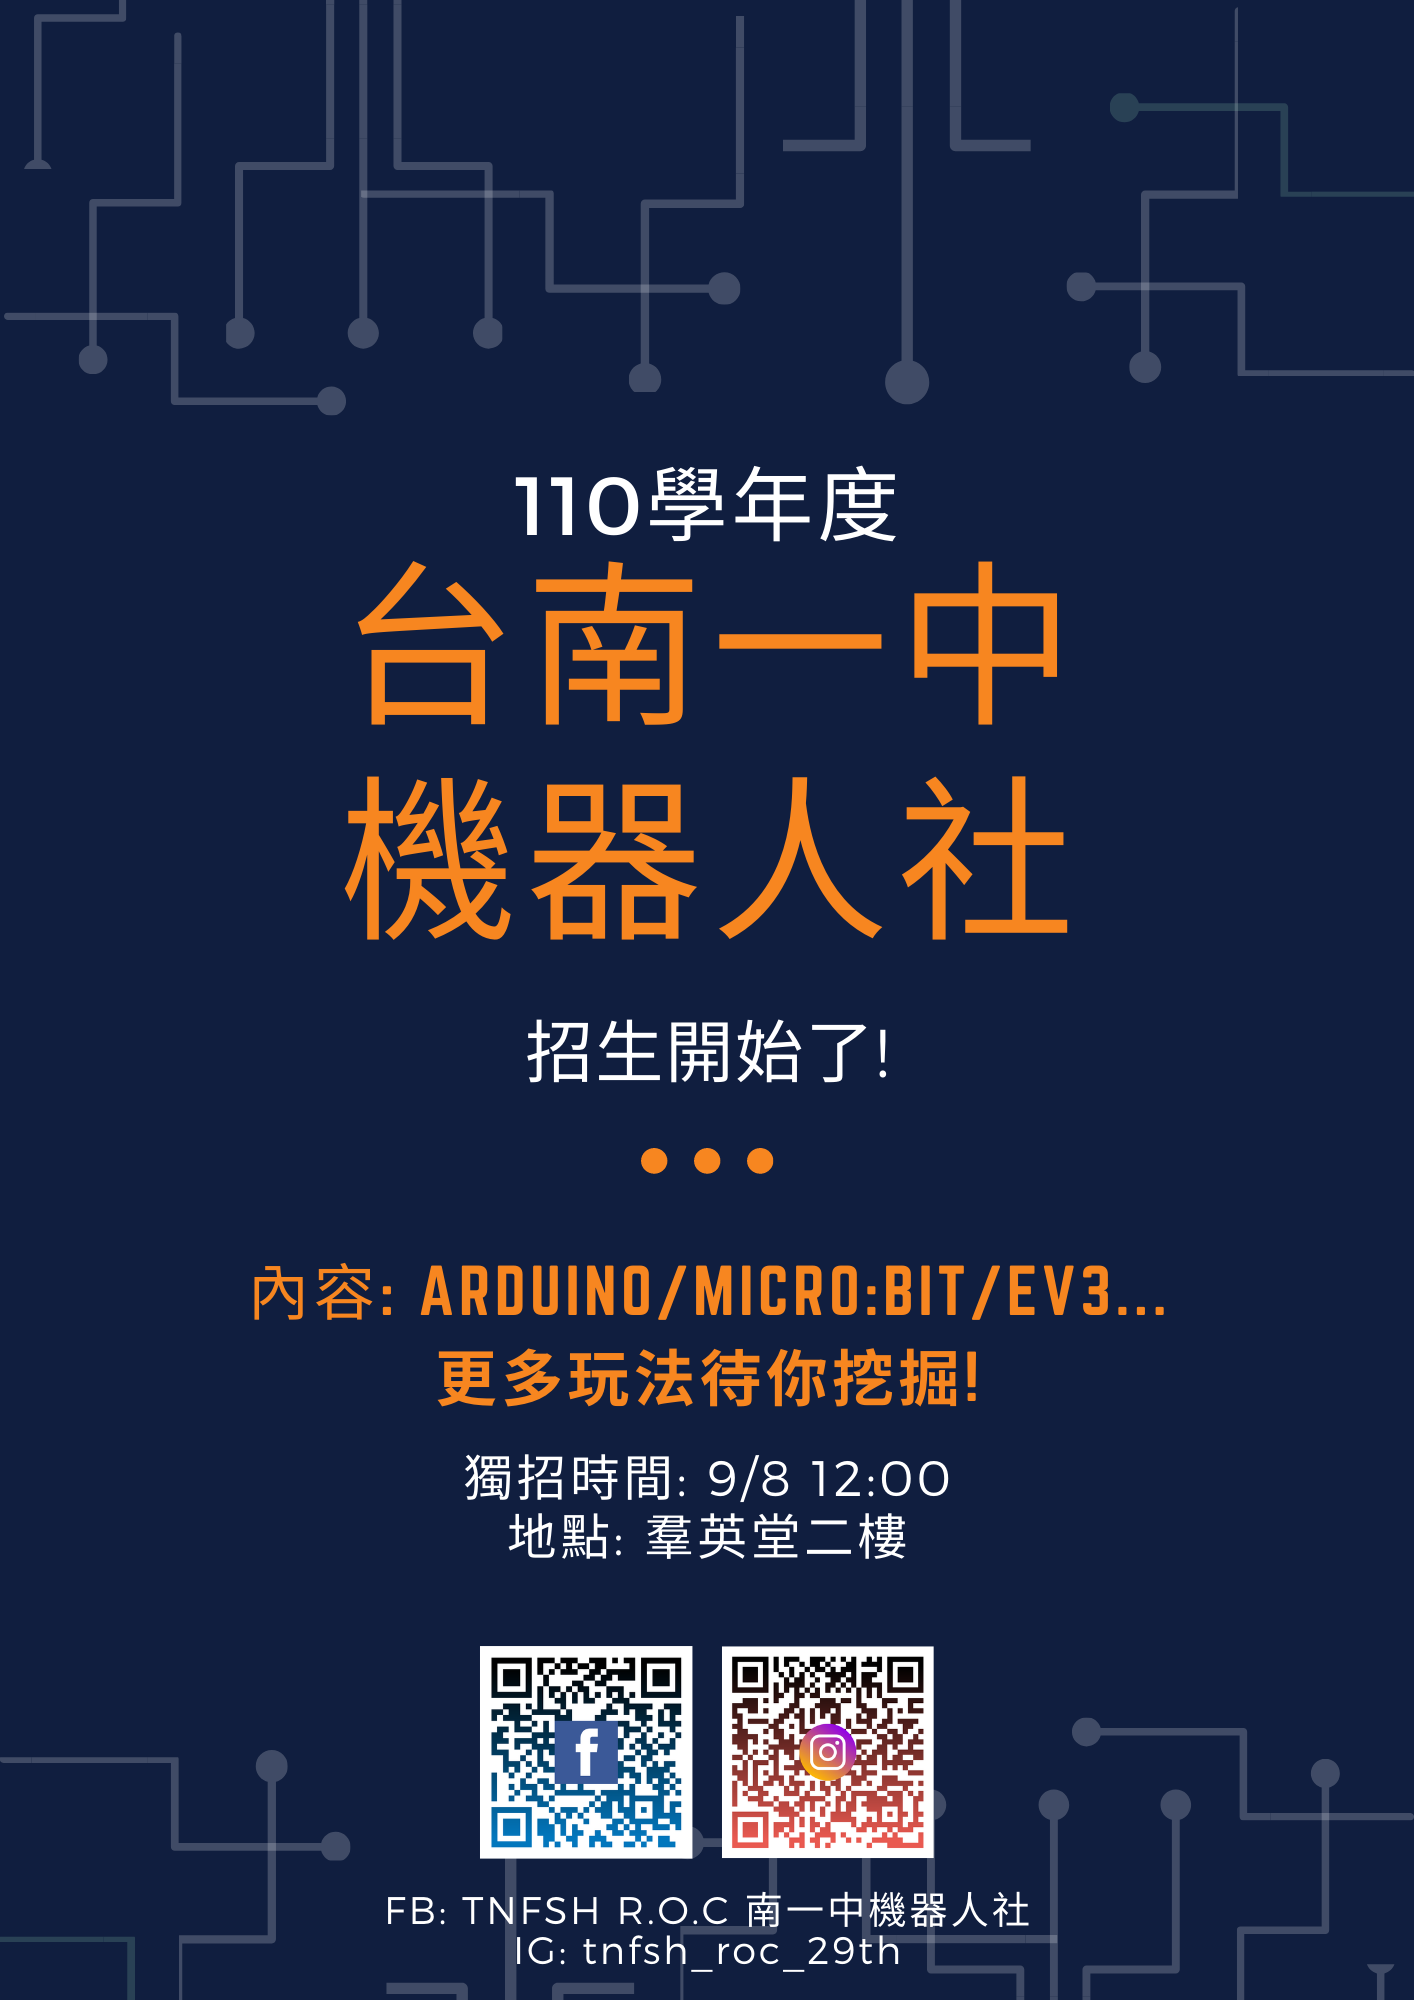 110學年度
台南一中
機器人社
招生開始了!
內容: ARDUINO/MICRO:BIT/EV3...
更多玩法待你挖掘!
獨招時間: 9/8 12:00
地點: 羣英堂二樓
FB: TNFSH R.O.C 南一中機器人社
IG: tnfsh_roc_29th